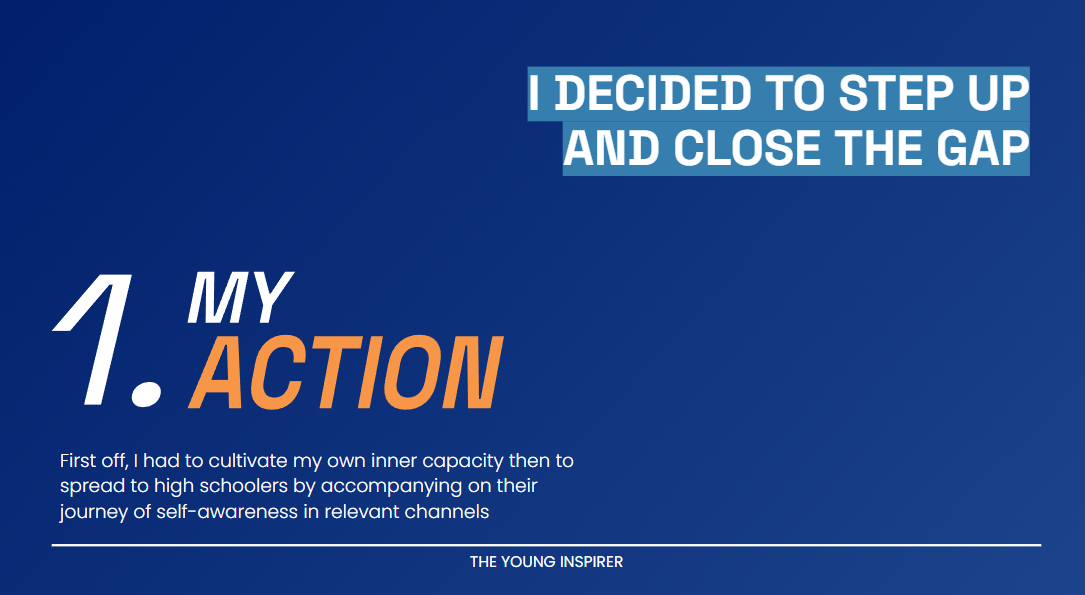 I DECIDED TO STEP UP
AND CLOSE THE GAP
1. MY
ACTION
First off, I had to cultivate my own inner capacity then to
spread to high schoolers by accompanying on their
journey of self-awareness in relevant channels
THE YOUNG INSPIRER